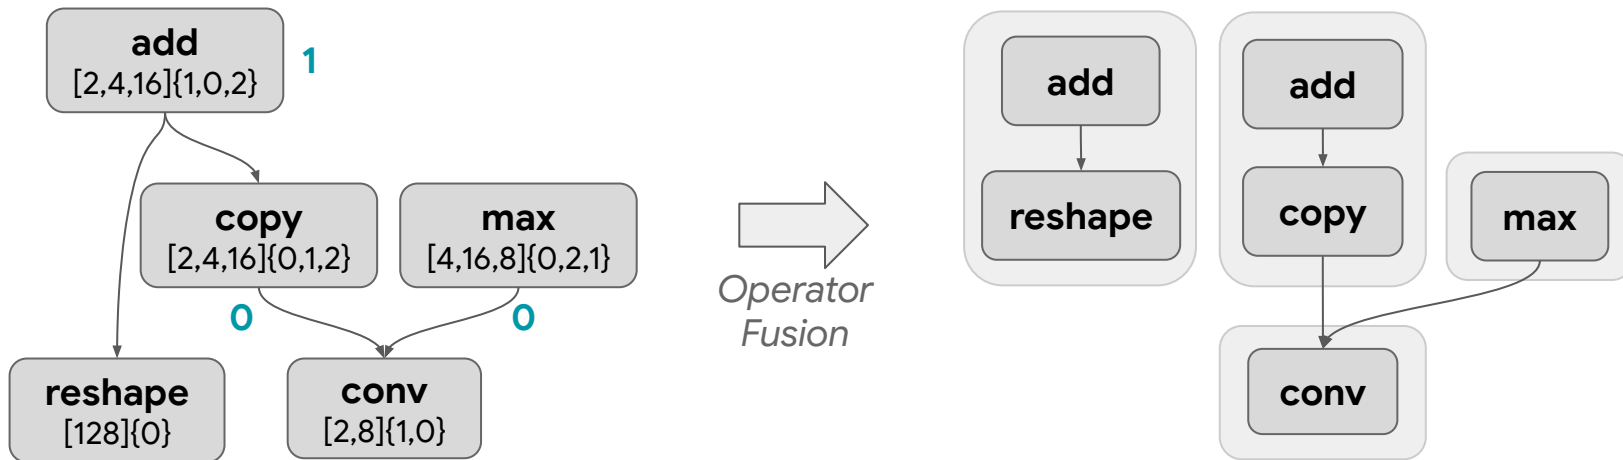 add
[2,4,16]{1,0,2}
1
copy
[2,4,16]{0,1,2}
0
max
[4,16,8]{0,2,1}
0
reshape
[128]{0}
conv
[2,8]{1,0}
Operator
Fusion
add
reshape
add
copy
max
conv